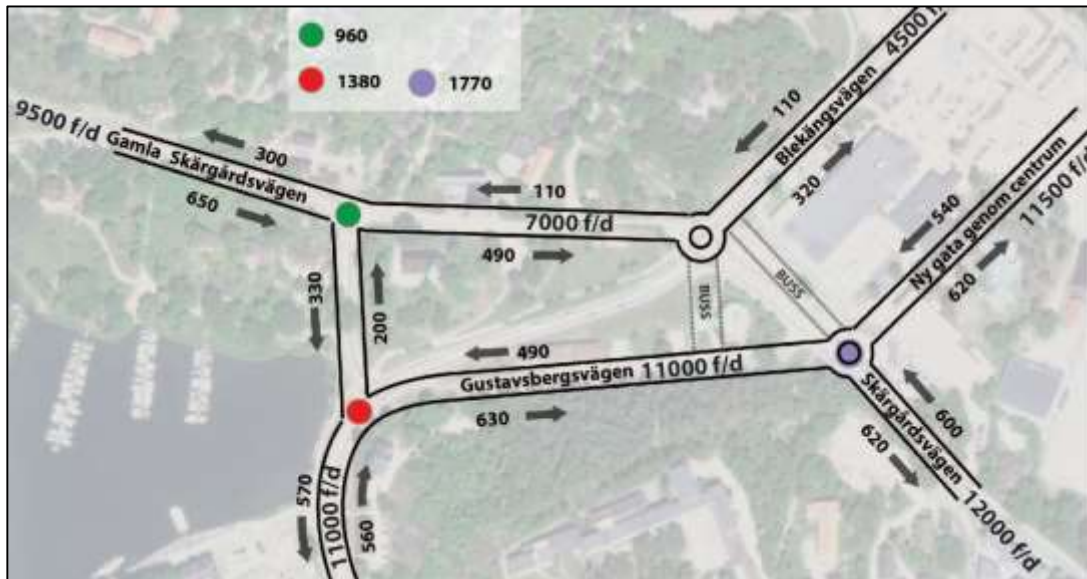 960
1380
1770
4500 f/d
Blekängsvägen
110
320
9500 f/d
Gamla Skärgårdsvägen
300
650
110
7000 f/d
490
Ny gata genom centrum
11500 f/d
540
620
330
200
BUSS
BUSS
490
Gustavsbergsvägen 11000 f/d
630
Skärgårdsvägen
12000 f/d
600
620
570
11000 f/d
560